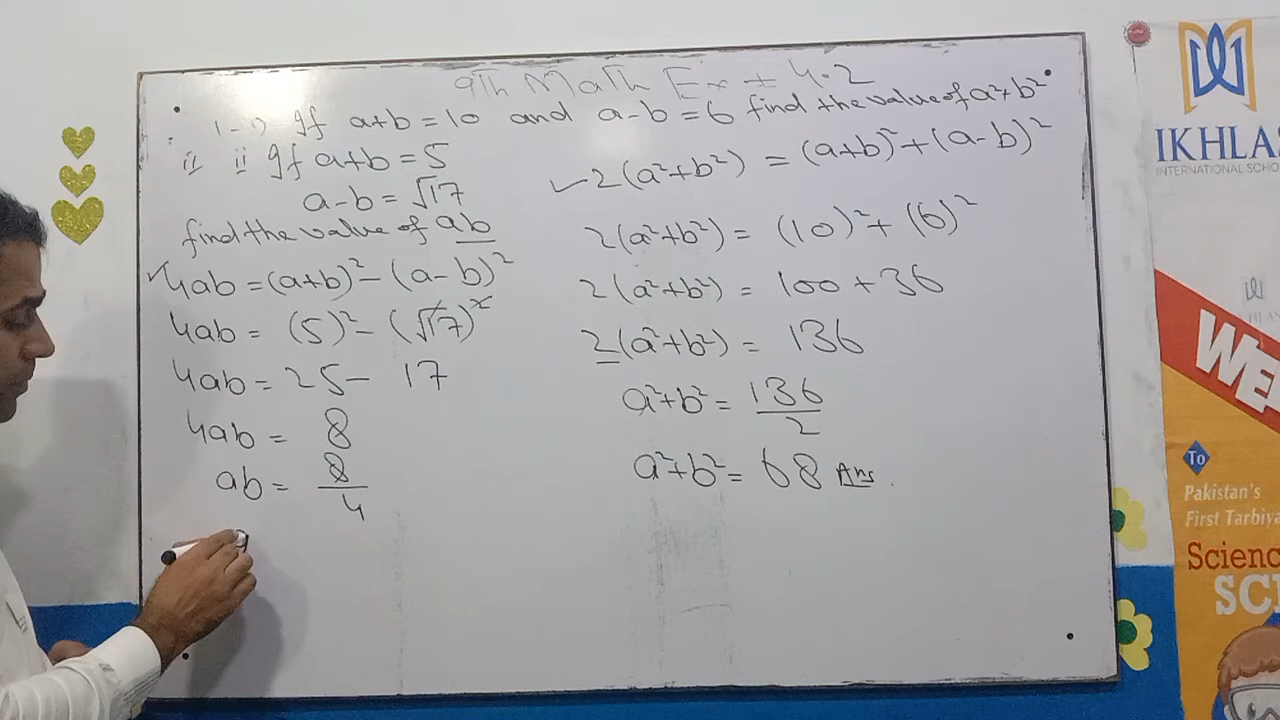 9Th Math Ex = 4.2
1-i) If a+b=10 and a-b=6 find the value of a²+b²
ii If a+b=5
a-b=√17
find the value of ab
4ab=(a+b)²-(a-b)²
4ab=(5)²-(√17)²
4ab=25-17
4ab=8
ab=8/4
2(a²+b²)=(a+b)²+(a-b)²
2(a²+b²)=(10)²+(6)²
2(a²+b²)=100+36
2(a²+b²)=136
a²+b²=136/2
a²+b²=68 Ans
IKHLAS
INTERNATIONAL SCHO
WE
To
Pakistan's
First Tarbiya
Scienc
SCI